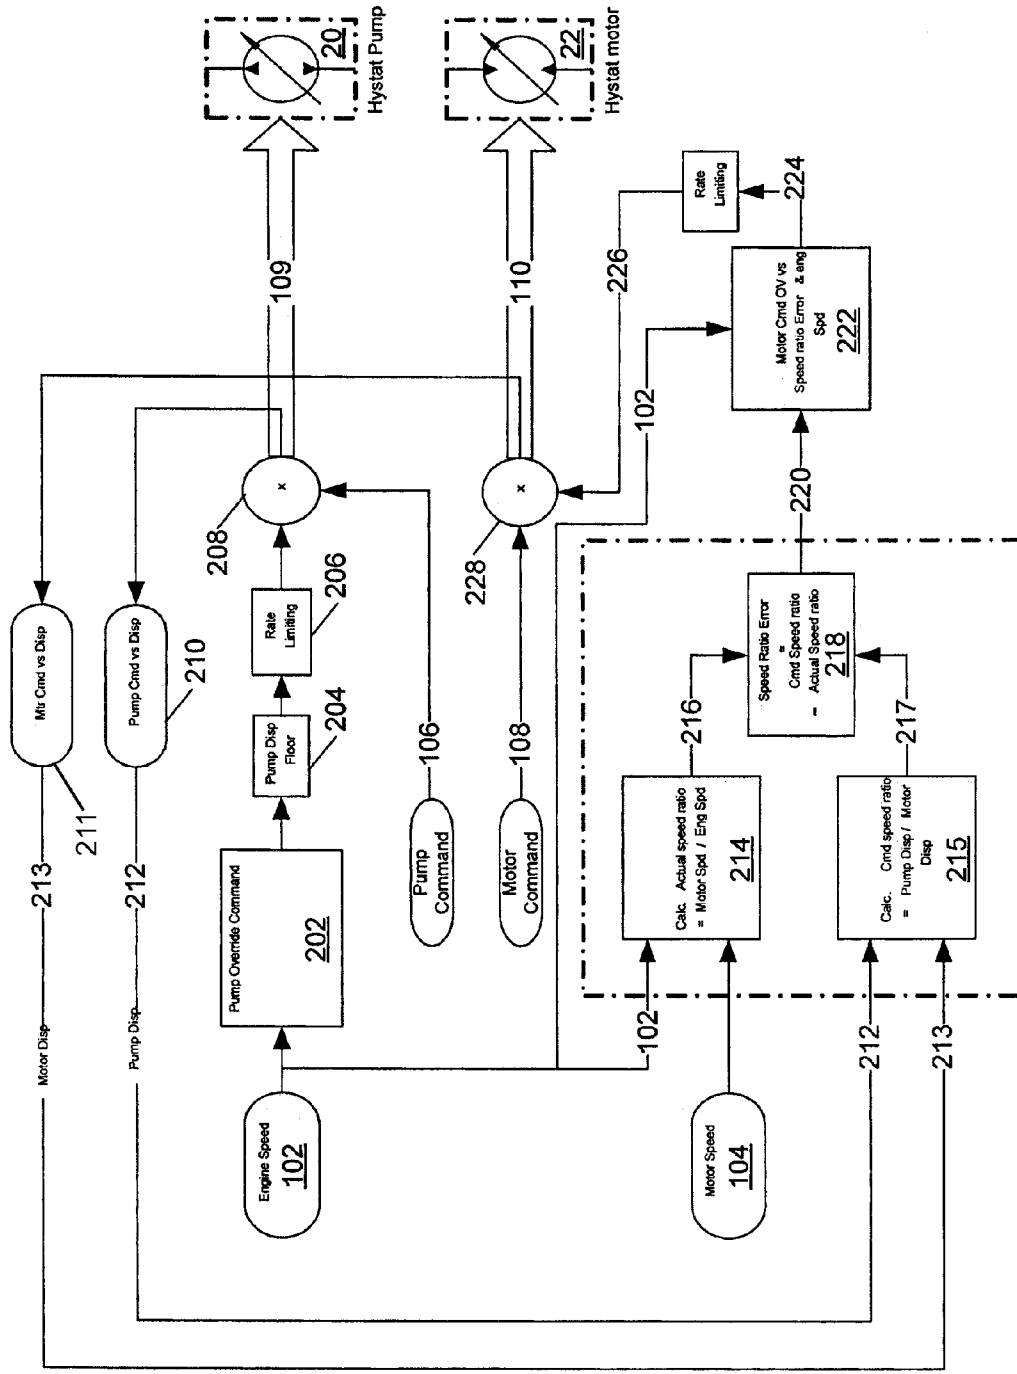 Mtr Cmd vs Disp
211
213
Motor Disp
Pump Cmd vs Disp
210
212
Pump Disp
20
Hystat Pump
109
208
x
206
Rate
Limiting
204
Pump Disp
Floor
Pump Override Command
202
Engine Speed
102
106
Pump
Command
22
Hystat motor
110
228
x
108
Motor
Command
226
Rate
Limiting
224
102
Motor Cmd OV vs
Speed ratio Error & eng
Spd
222
220
Speed Ratio Error
=
Cmd Speed ratio
- Actual Speed ratio
218
216
217
Calc. Actual speed ratio
= Motor Spd / Eng Spd
214
Calc. Cmd speed ratio
= Pump Disp / Motor
Disp
215
102
Motor Speed
104
212
213